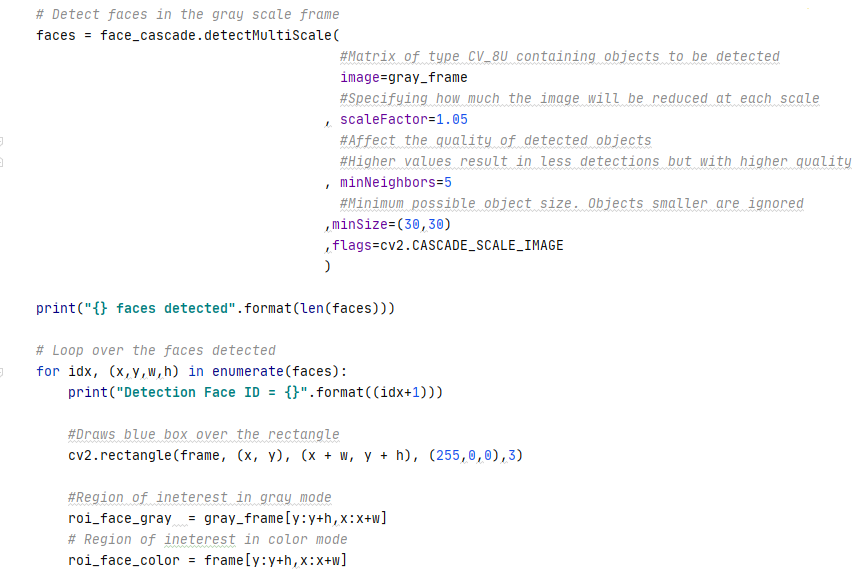 # Detect faces in the gray scale frame
faces = face_cascade.detectMultiScale(
#Matrix of type CV_8U containing objects to be detected
image=gray_frame
#Specifying how much the image will be reduced at each scale
, scaleFactor=1.05
#Affect the quality of detected objects
#Higher values result in less detections but with higher quality
, minNeighbors=5
#Minimum possible object size. Objects smaller are ignored
,minSize=(30,30)
,flags=cv2.CASCADE_SCALE_IMAGE
)
print("{} faces detected".format(len(faces)))
# Loop over the faces detected
for idx, (x,y,w,h) in enumerate(faces):
print("Detection Face ID = {}".format((idx+1)))
#Draws blue box over the rectangle
cv2.rectangle(frame, (x, y), (x + w, y + h), (255,0,0),3)
#Region of ineterest in gray mode
roi_face_gray  = gray_frame[y:y+h,x:x+w]
# Region of ineterest in color mode
roi_face_color = frame[y:y+h,x:x+w]